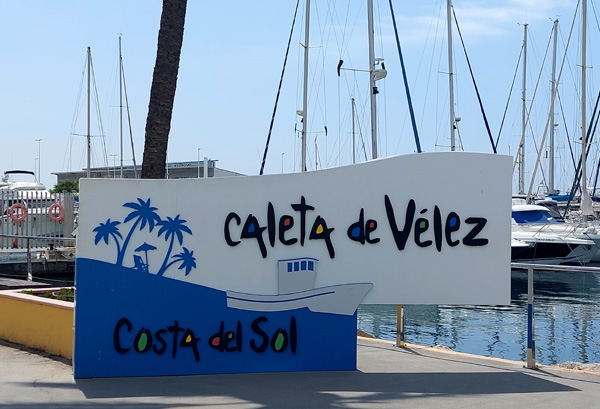 caLeta de Vélez
Costa del Sol